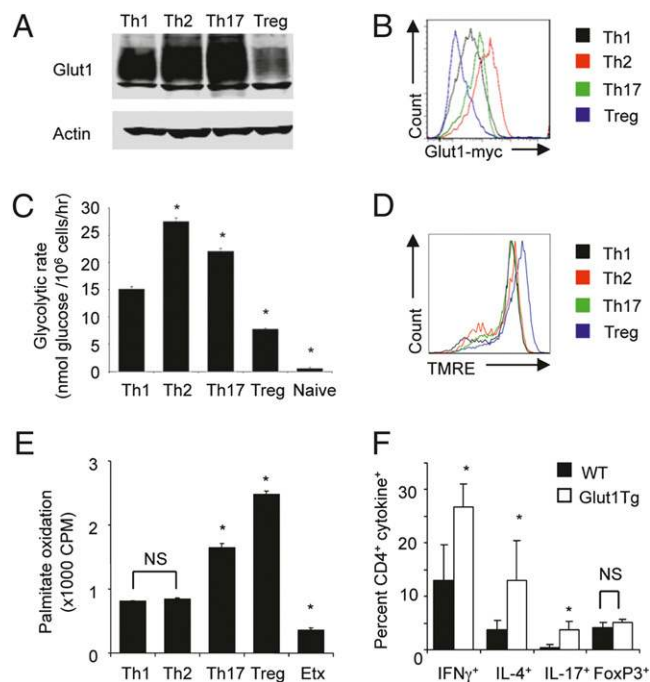 A
Th1 Th2 Th17 Treg
Glut1
Actin
B
Count
Glut1-myc
Th1
Th2
Th17
Treg
C
Glycolytic rate
(nmol glucose /10⁶ cells/hr)
30
25
20
15
10
5
0
*
*
*
*
Th1 Th2 Th17 Treg Naive
D
Count
TMRE
Th1
Th2
Th17
Treg
E
Palmitate oxidation
(x1000 CPM)
3
2
1
0
NS
*
*
*
Th1 Th2 Th17 Treg Etx
F
Percent CD4⁺ cytokine⁺
30
20
10
0
WT
Glut1Tg
*
*
*
NS
IFNγ⁺ IL-4⁺ IL-17⁺ FoxP3⁺